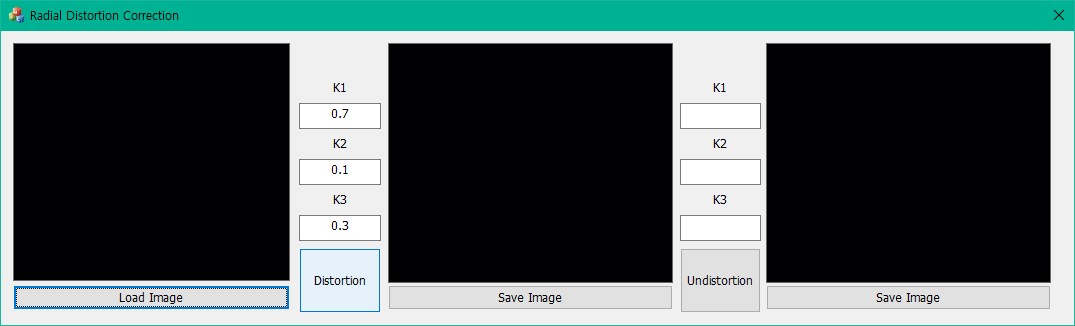 Radial Distortion Correction
K1
0.7
K2
0.1
K3
0.3
Distortion
Load Image
Save Image
K1
K2
K3
Undistortion
Save Image